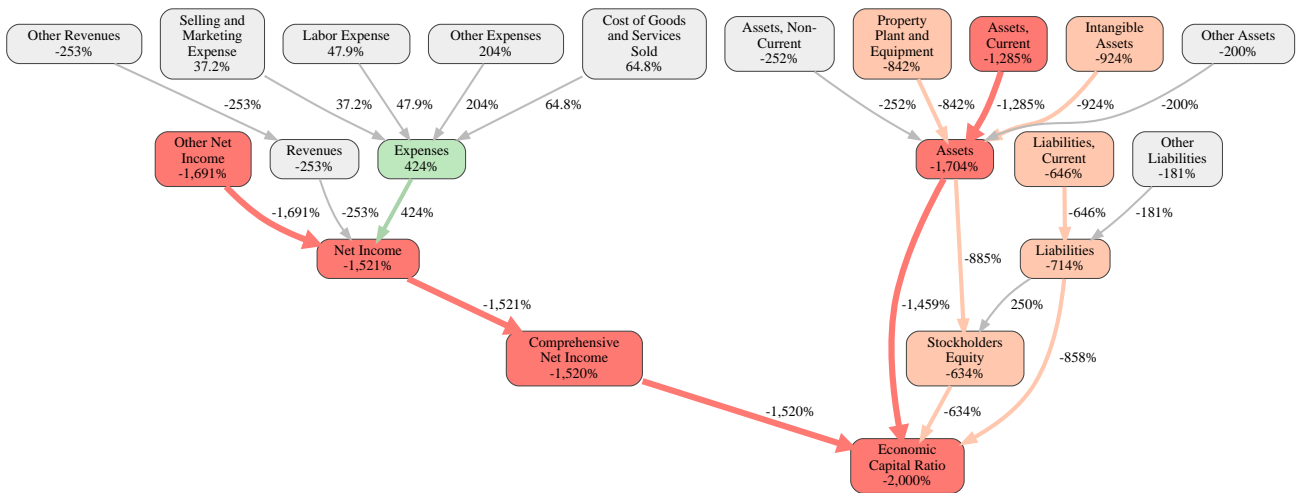 Other Revenues
-253%
Selling and
Marketing
Expense
37.2%
Labor Expense
47.9%
Other Expenses
204%
Cost of Goods
and Services
Sold
64.8%
Assets, Non-
Current
-252%
Property
Plant and
Equipment
-842%
Assets,
Current
-1,285%
Intangible
Assets
-924%
Other Assets
-200%
-253%
37.2%
47.9%
204%
64.8%
-252%
-842%
-1,285%
-924%
-200%
Other Net
Income
-1,691%
Revenues
-253%
Expenses
424%
Assets
-1,704%
Liabilities,
Current
-646%
Other
Liabilities
-181%
-1,691%
-253%
424%
-646%
-181%
Net Income
-1,521%
-885%
Liabilities
-714%
-1,521%
-1,459%
250%
Comprehensive
Net Income
-1,520%
Stockholders
Equity
-634%
-858%
-1,520%
-634%
Economic
Capital Ratio
-2,000%